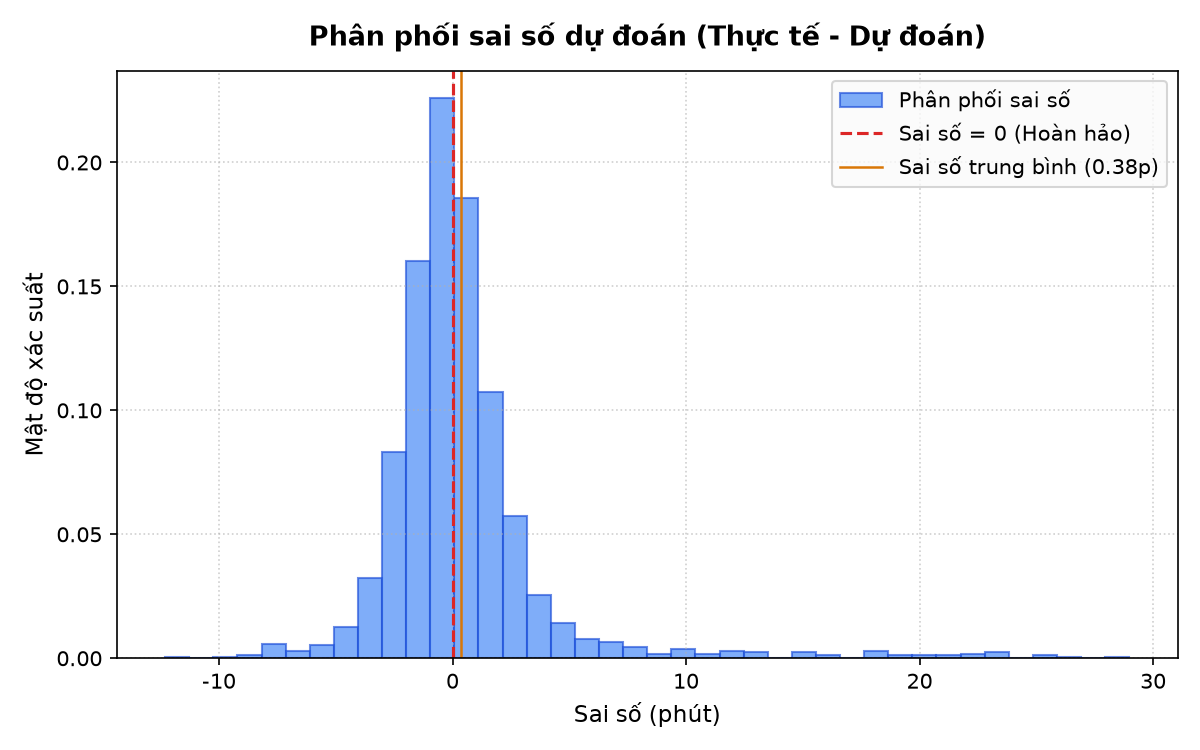 Phân phối sai số dự đoán (Thực tế - Dự đoán)
Phân phối sai số
Sai số = 0 (Hoàn hảo)
Sai số trung bình (0.38p)
Mật độ xác suất
0.20
0.15
0.10
0.05
0.00
-10
0
10
20
30
Sai số (phút)